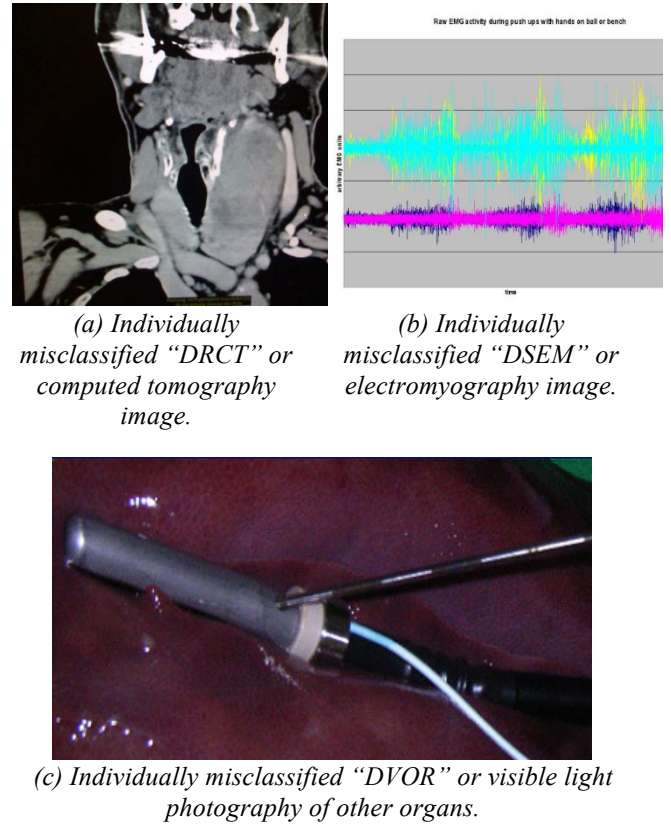 Raw EMG activity during push ups with hands on ball or bench
arbitrary EMG units
time
(a) Individually
misclassified “DRCT” or
computed tomography
image.
(b) Individually
misclassified “DSEM” or
electromyography image.
(c) Individually misclassified “DVOR” or visible light
photography of other organs.